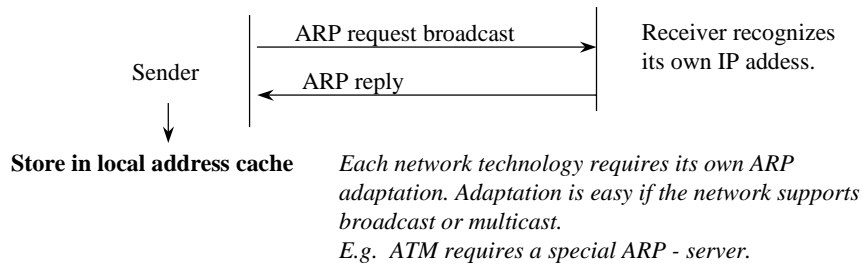 ARP request broadcast
Receiver recognizes
its own IP addess.
Sender
ARP reply
Store in local address cache
Each network technology requires its own ARP
adaptation. Adaptation is easy if the network supports
broadcast or multicast.
E.g. ATM requires a special ARP - server.